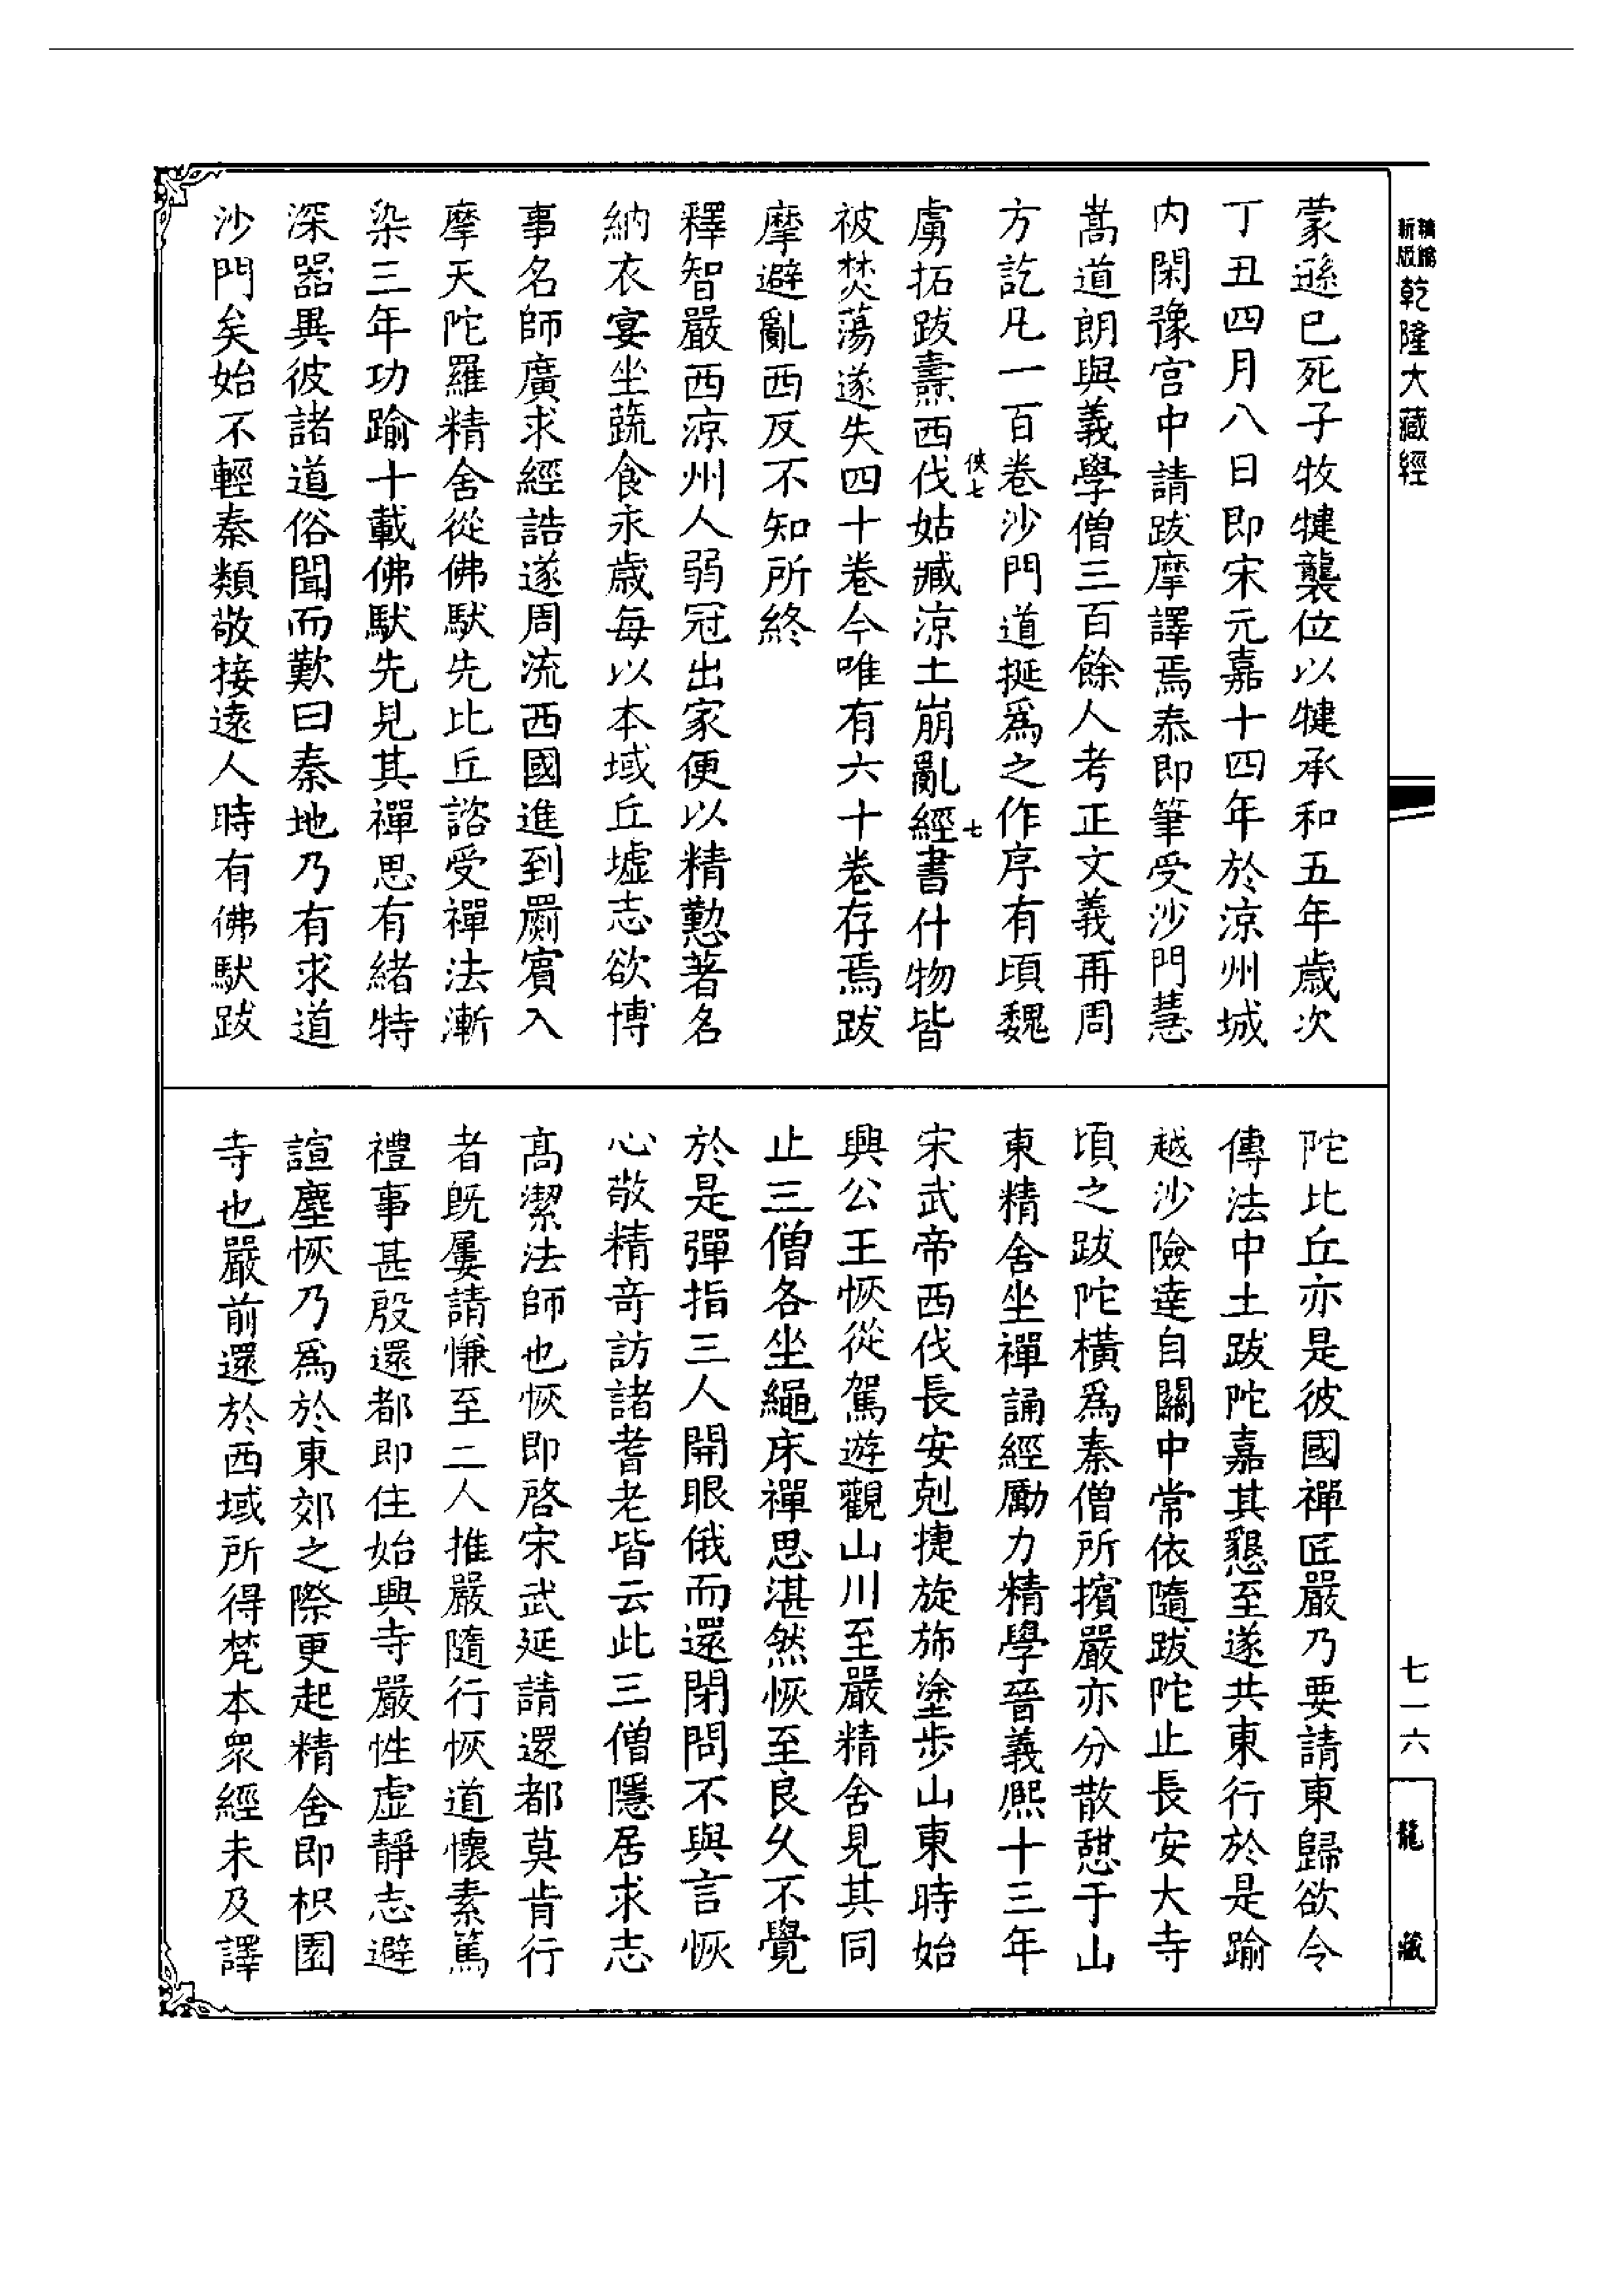 精縮新版乾隆大藏經
蒙遜已死子牧犍襲位以犍承和五年歲次
丁丑四月八日即宋元嘉十四年於涼州城
內閑豫宮中請跋摩譯焉泰即筆受沙門慧
嵩道朗與義學僧三百餘人考正文義再周
方訖凡一百卷沙門道挻為之作序有頃魏
俠七 七
虜拓跋燾西伐姑臧涼土崩亂經書什物皆
被焚蕩遂失四十卷今唯有六十卷存焉跋
摩避亂西反不知所終
釋智嚴西涼州人弱冠出家便以精懃著名
納衣宴坐蔬食永歲每以本域丘墟志欲博
事名師廣求經誥遂周流西國進到罽賓入
摩天陀羅精舍從佛馱先比丘諮受禪法漸
染三年功踰十載佛馱先見其禪思有緒特
深器異彼諸道俗聞而歎曰秦地乃有求道
沙門矣始不輕秦類敬接遠人時有佛馱跋
陀比丘亦是彼國禪匠嚴乃要請東歸欲令
傳法中土跋陀嘉其懇至遂共東行於是踰
越沙險達自關中常依隨跋陀止長安大寺
頃之跋陀橫為秦僧所擯嚴亦分散憩于山
東精舍坐禪誦經勵力精學晉義熙十三年
宋武帝西伐長安剋捷旋旆塗步山東時始
興公王恢從駕遊觀山川至嚴精舍見其同
止三僧各坐繩床禪思湛然恢至良久不覺
於是彈指三人開眼俄而還閉問不與言恢
心敬精奇訪諸耆老皆云此三僧隱居求志
高潔法師也恢即啓宋武延請還都莫肯行
者既屢請慊至二人推嚴隨行恢道懷素篤
禮事甚殷還都即住始興寺嚴性虛靜志避
諠塵恢乃為於東郊之際更起精舍即枳園
寺也嚴前還於西域所得梵本眾經未及譯
七一六
龍藏